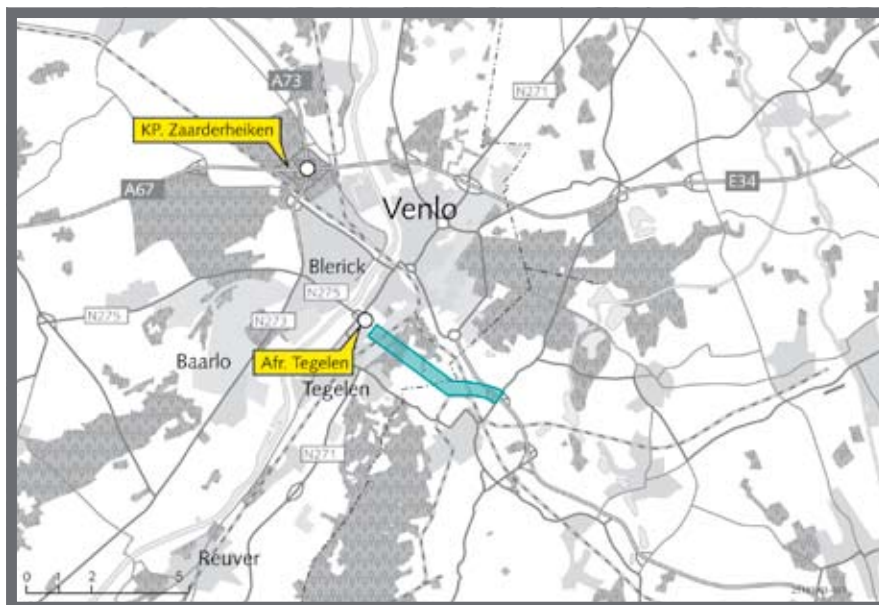 A73
N271
KP. Zaarderheiken
A67
E34
Venlo
Blerick
N275
N275
N273
Baarlo
Afr. Tegelen
Tegelen
N271
Reuver
0 1 2 5